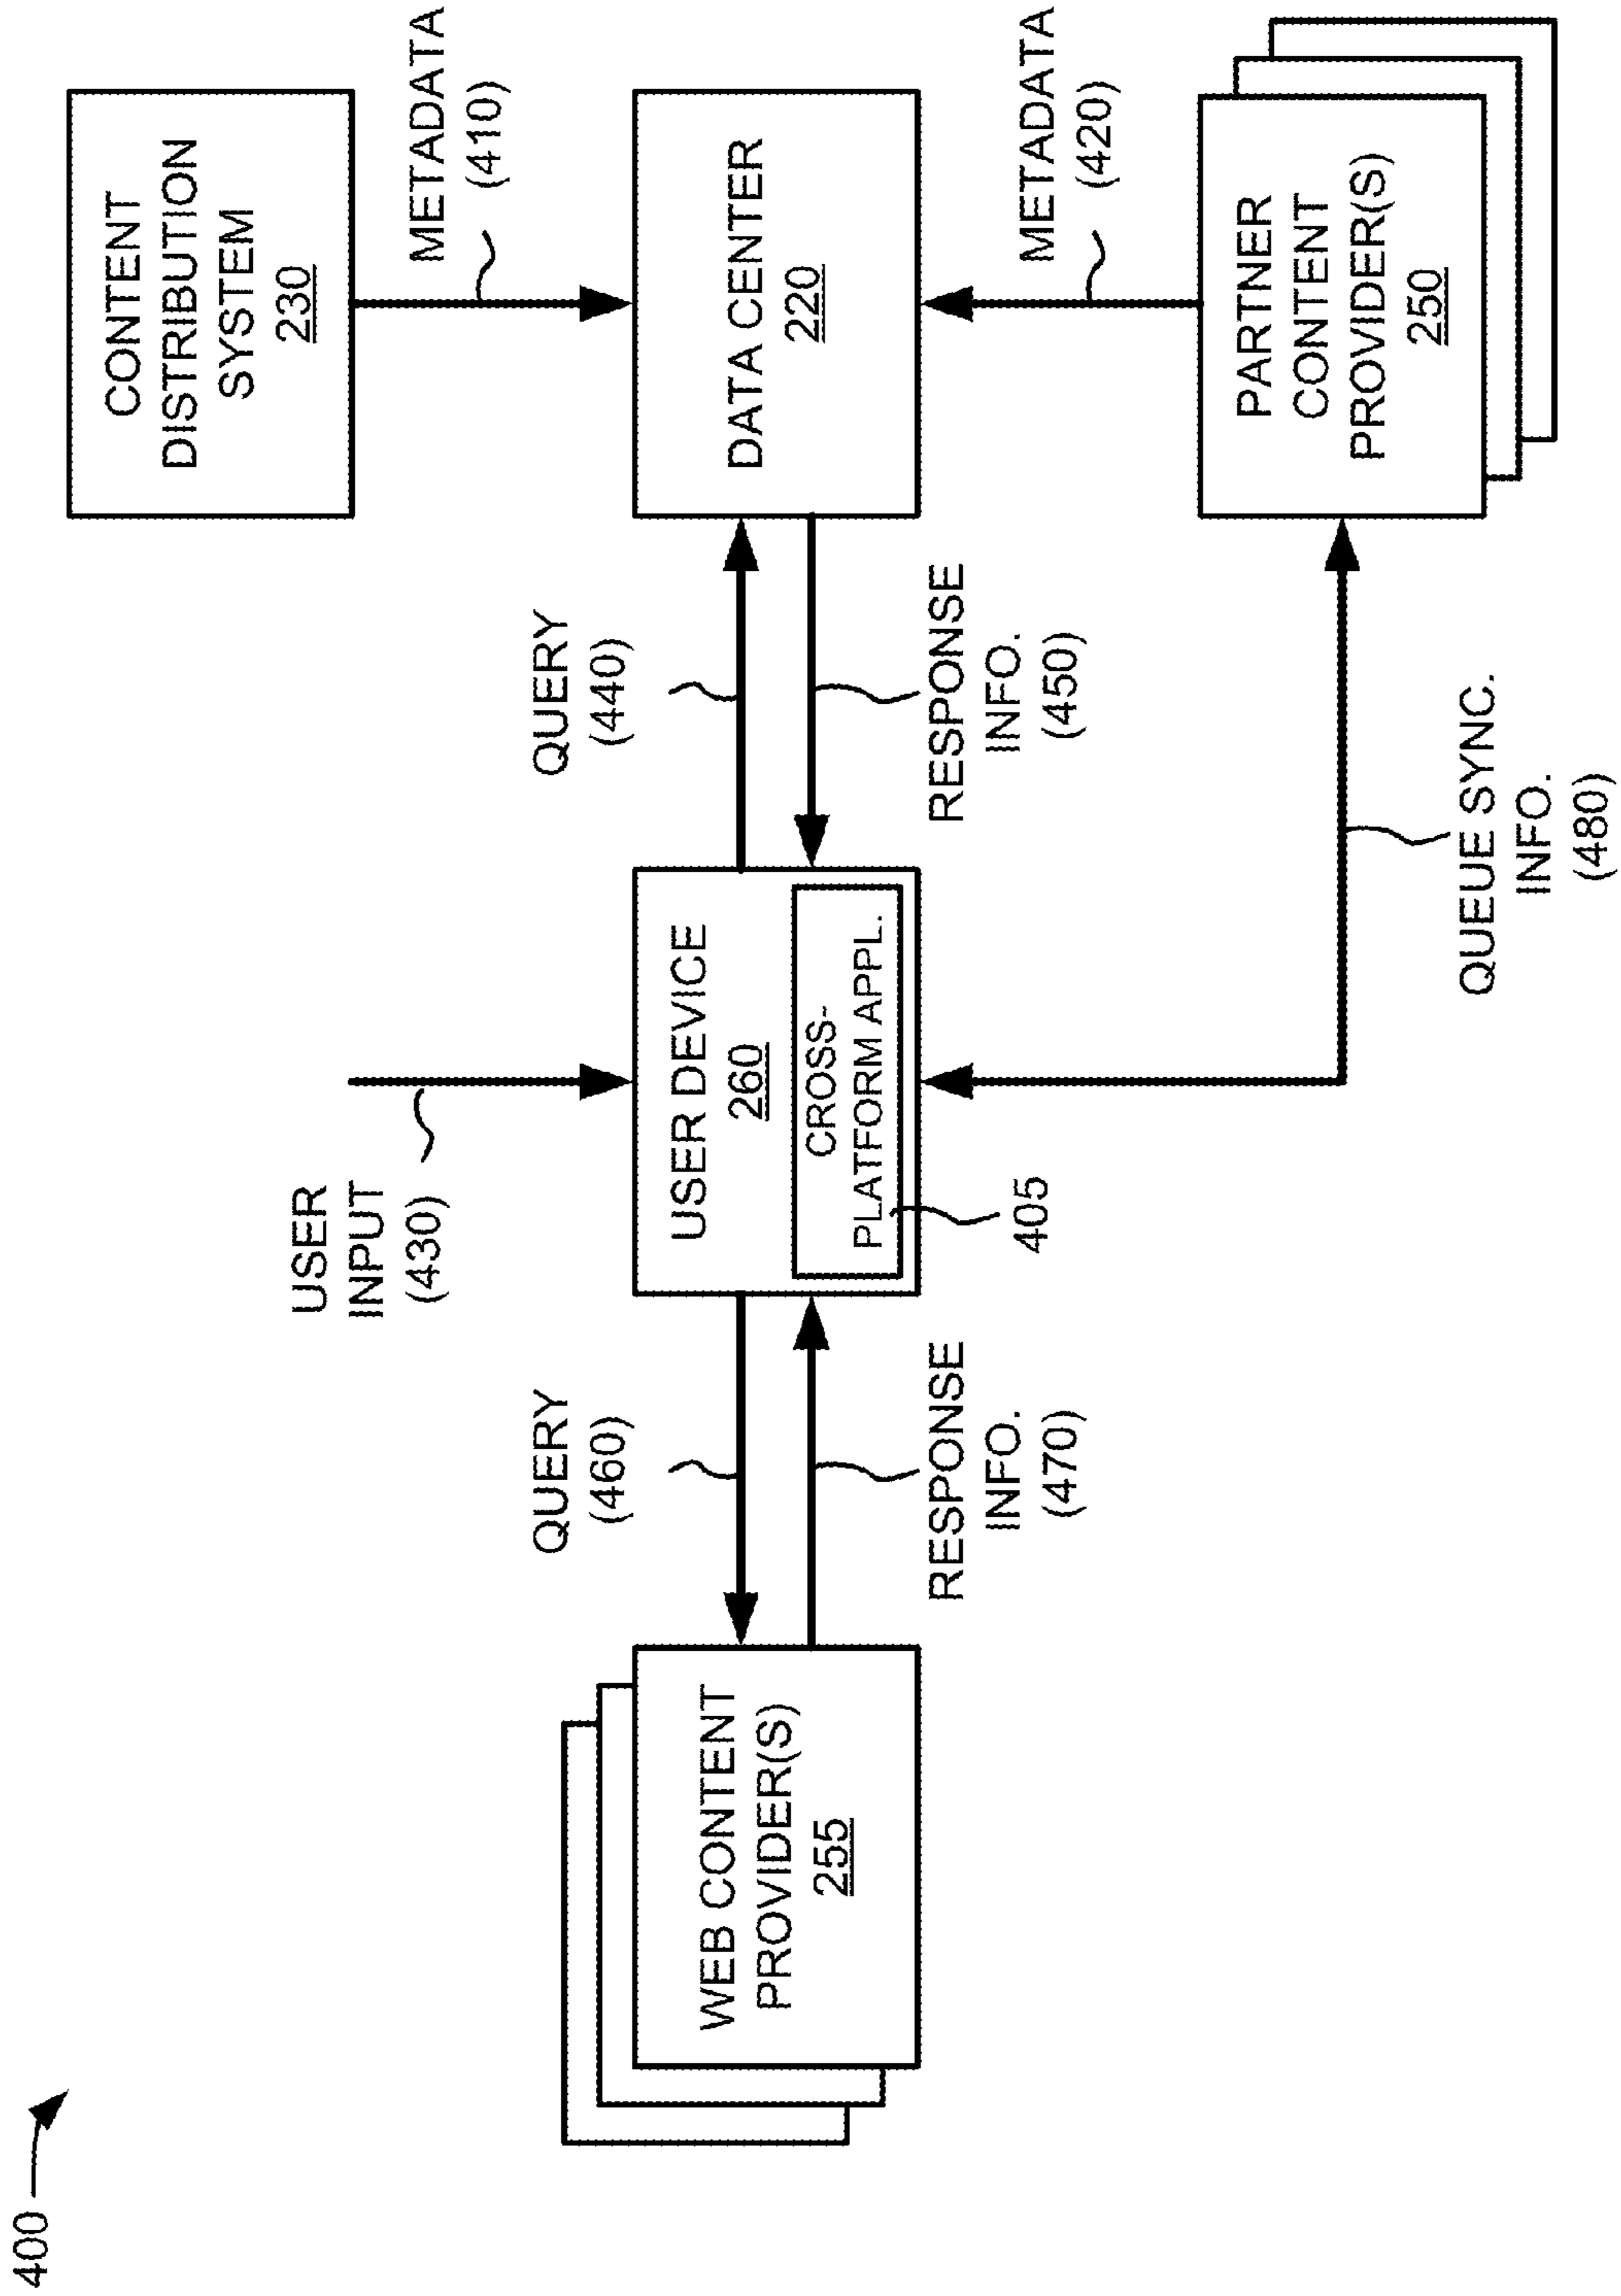 400
CONTENT
DISTRIBUTION
SYSTEM
230
METADATA
(410)
USER
INPUT
(430)
QUERY
(460)
QUERY
(440)
WEB CONTENT
PROVIDER(S)
255
USER DEVICE
260
CROSS-
PLATFORM APPL.
405
DATA CENTER
220
RESPONSE
INFO.
(470)
RESPONSE
INFO.
(450)
METADATA
(420)
PARTNER
CONTENT
PROVIDER(S)
250
QUEUE SYNC.
INFO.
(480)